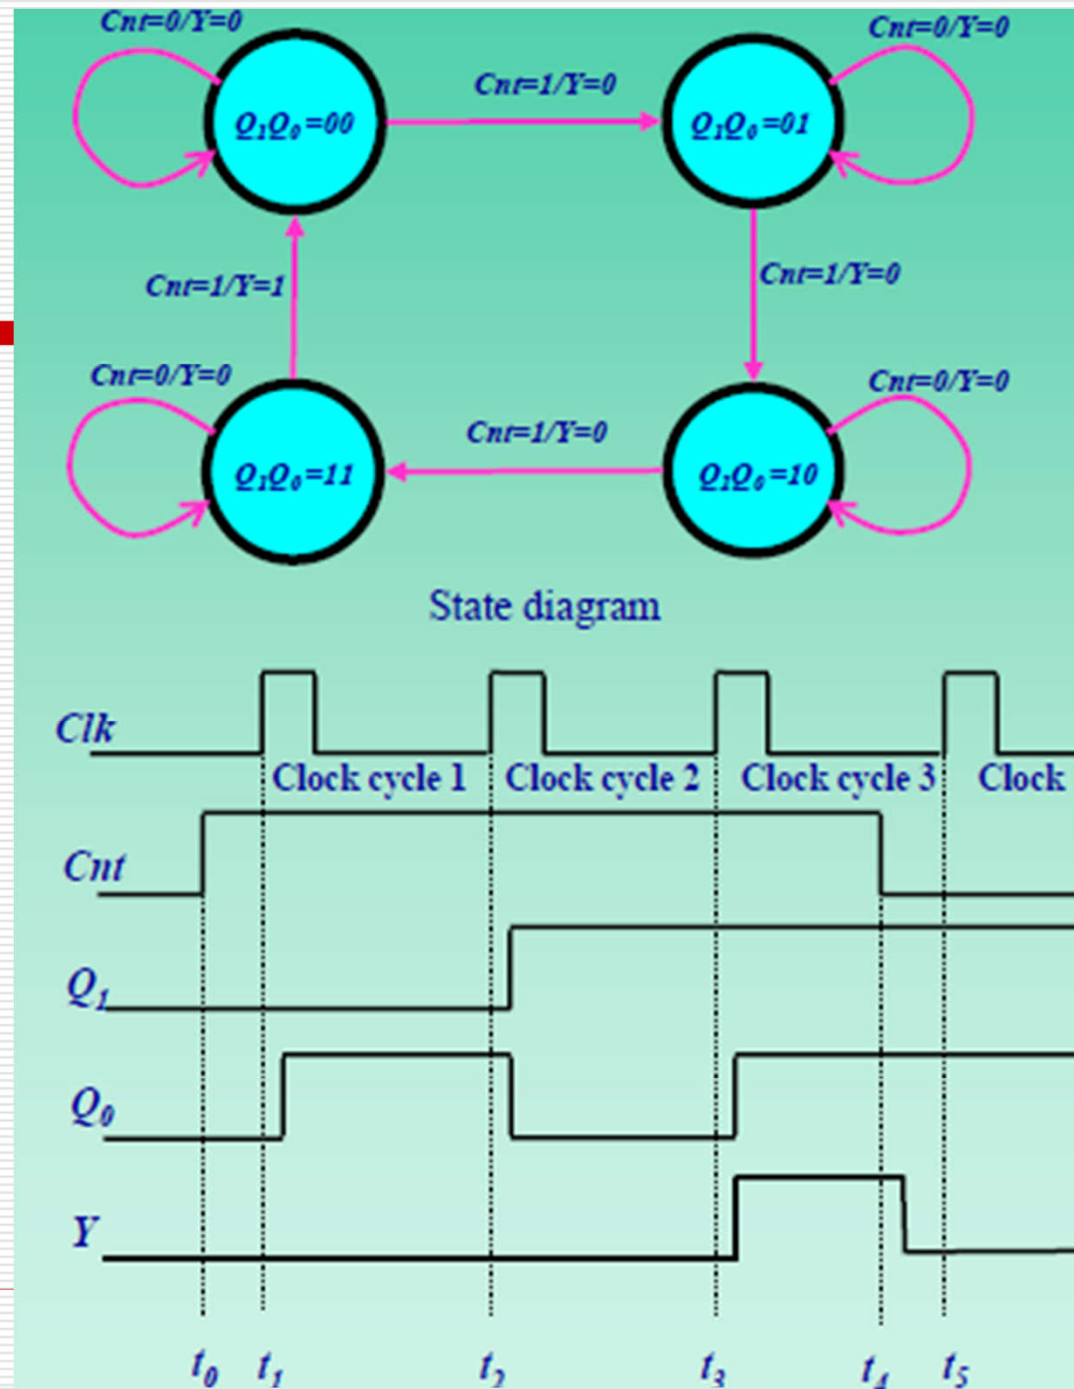 Cnt=0/Y=0
Cnt=0/Y=0
Cnt=1/Y=0
Q₁Q₀=00
Q₁Q₀=01
Cnt=1/Y=1
Cnt=1/Y=0
Cnt=0/Y=0
Cnt=0/Y=0
Cnt=1/Y=0
Q₁Q₀=11
Q₁Q₀=10
State diagram
Clk
Clock cycle 1
Clock cycle 2
Clock cycle 3
Clock
Cnt
Q₁
Q₀
Y
t₀ t₁ t₂ t₃ t₄ t₅